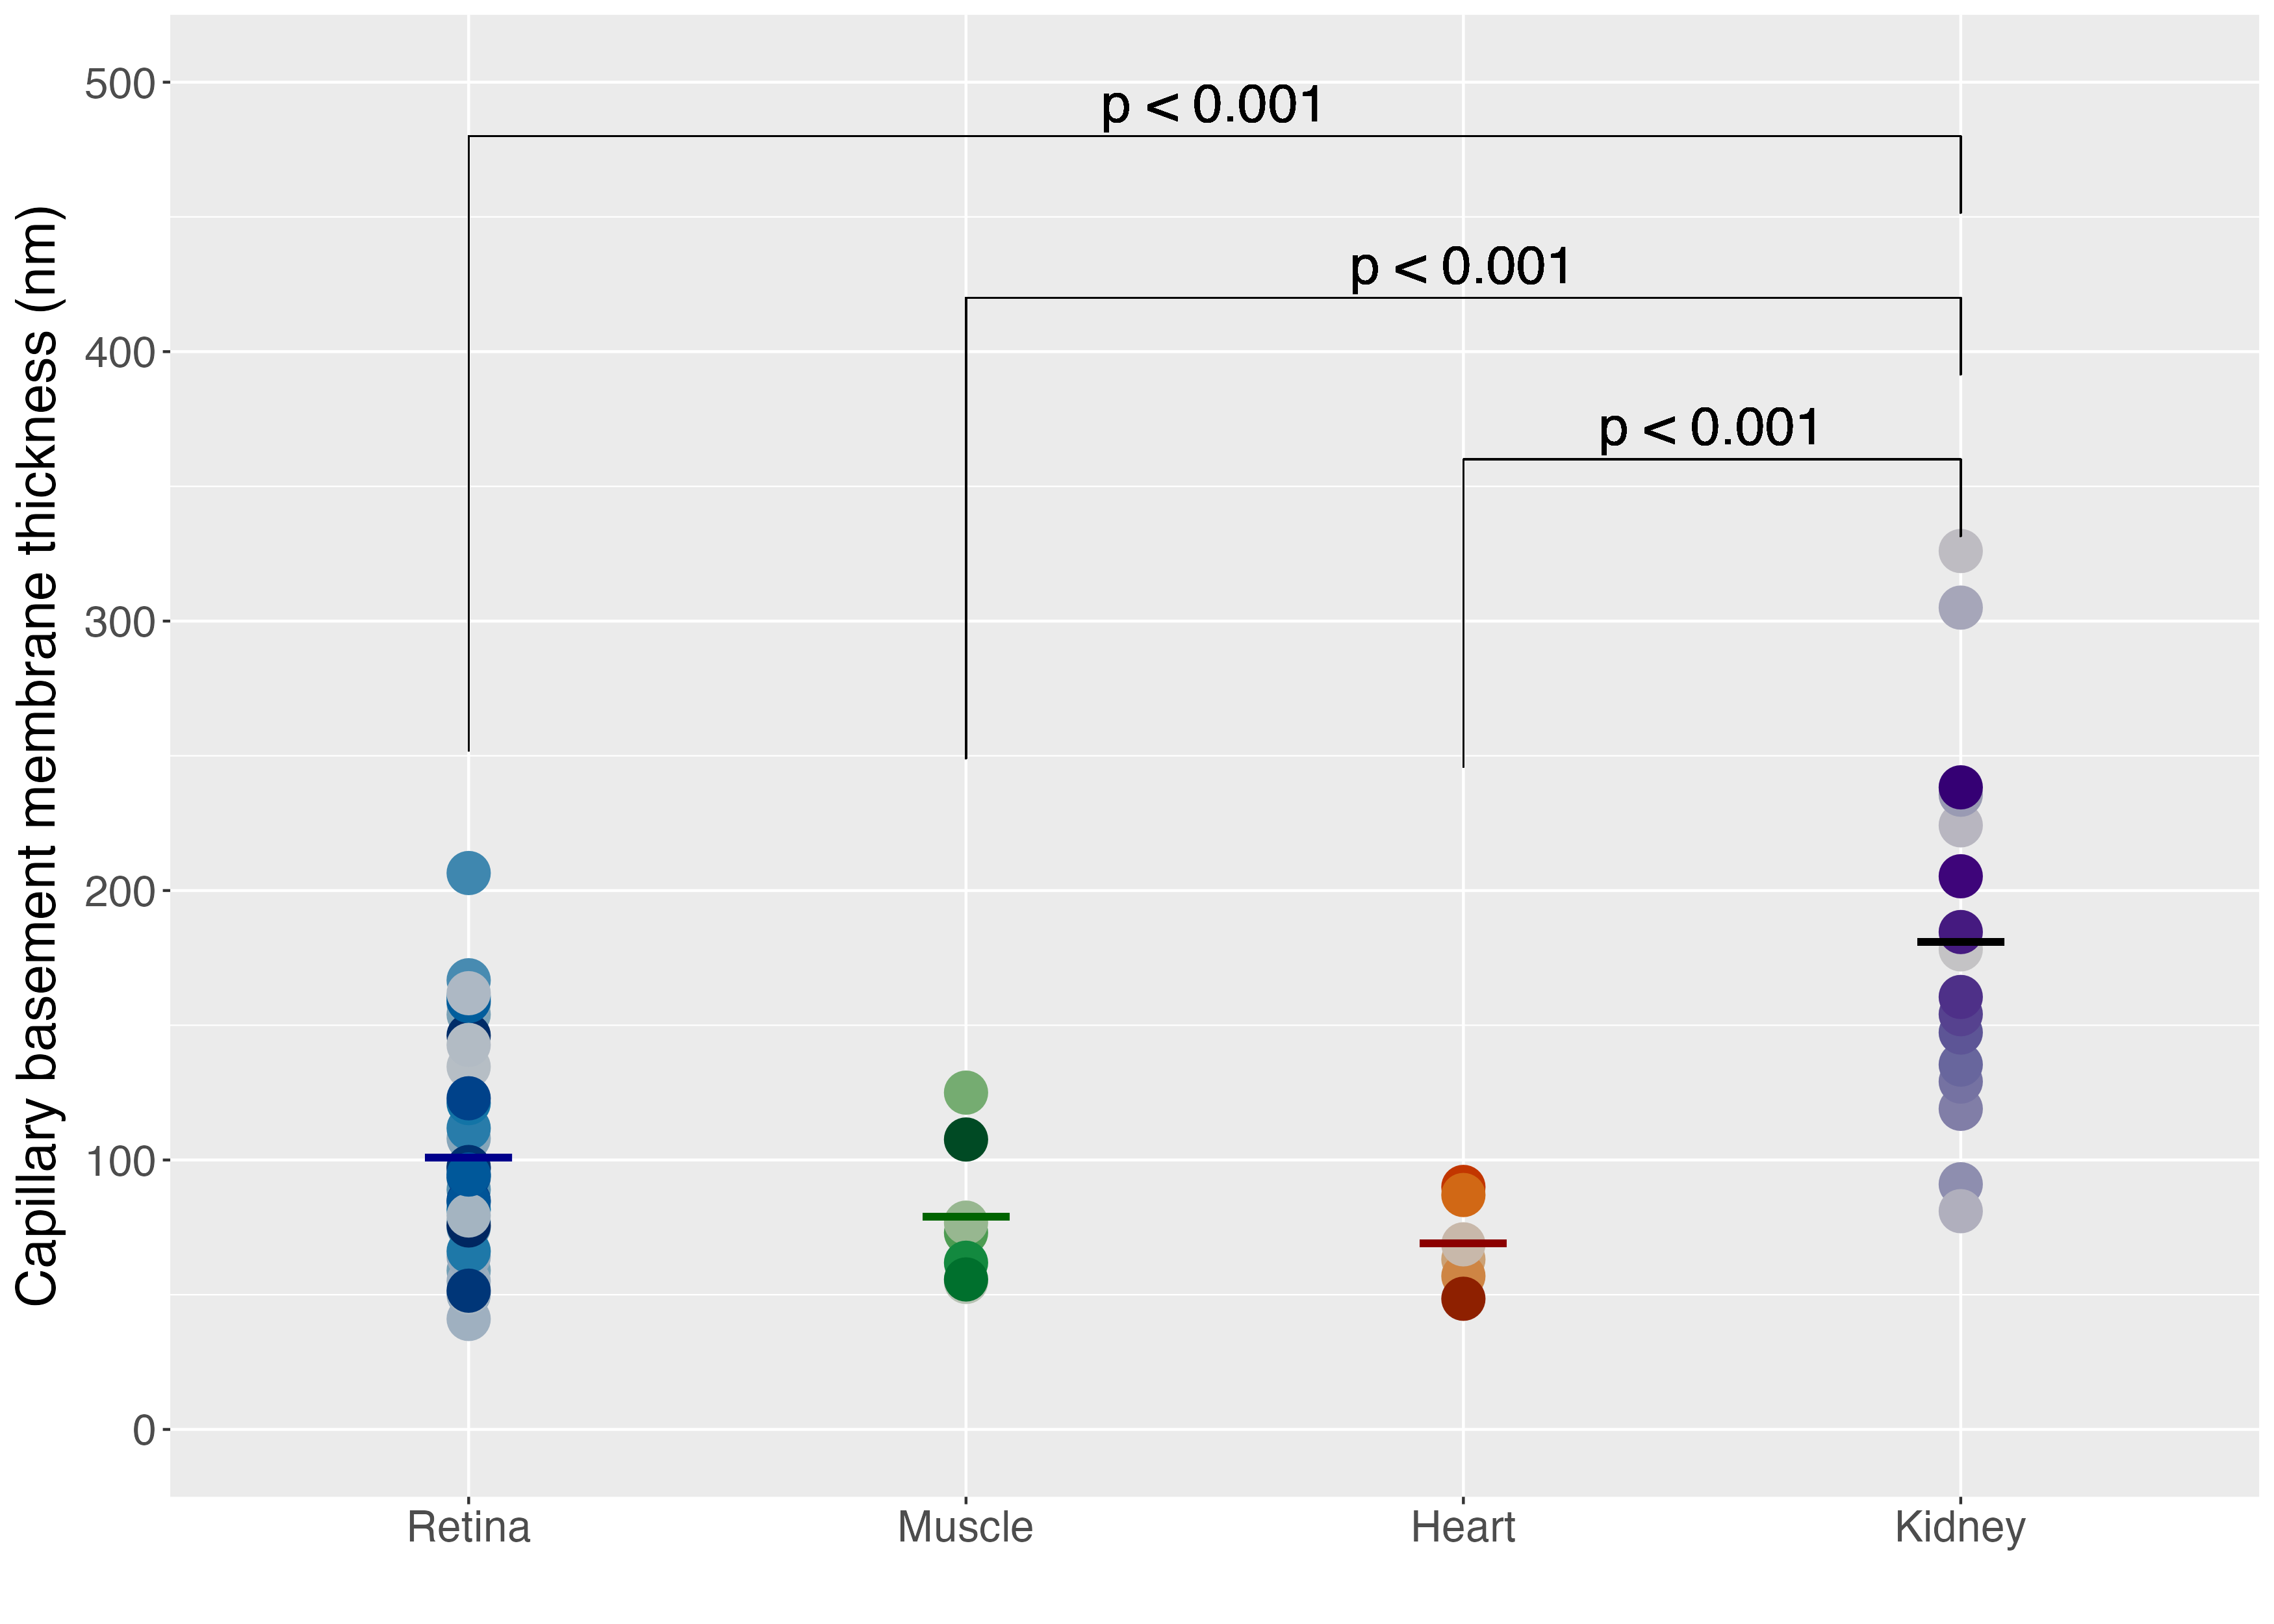 Capillary basement membrane thickness (nm)
500
400
300
200
100
0
p < 0.001
p < 0.001
p < 0.001
Retina
Muscle
Heart
Kidney